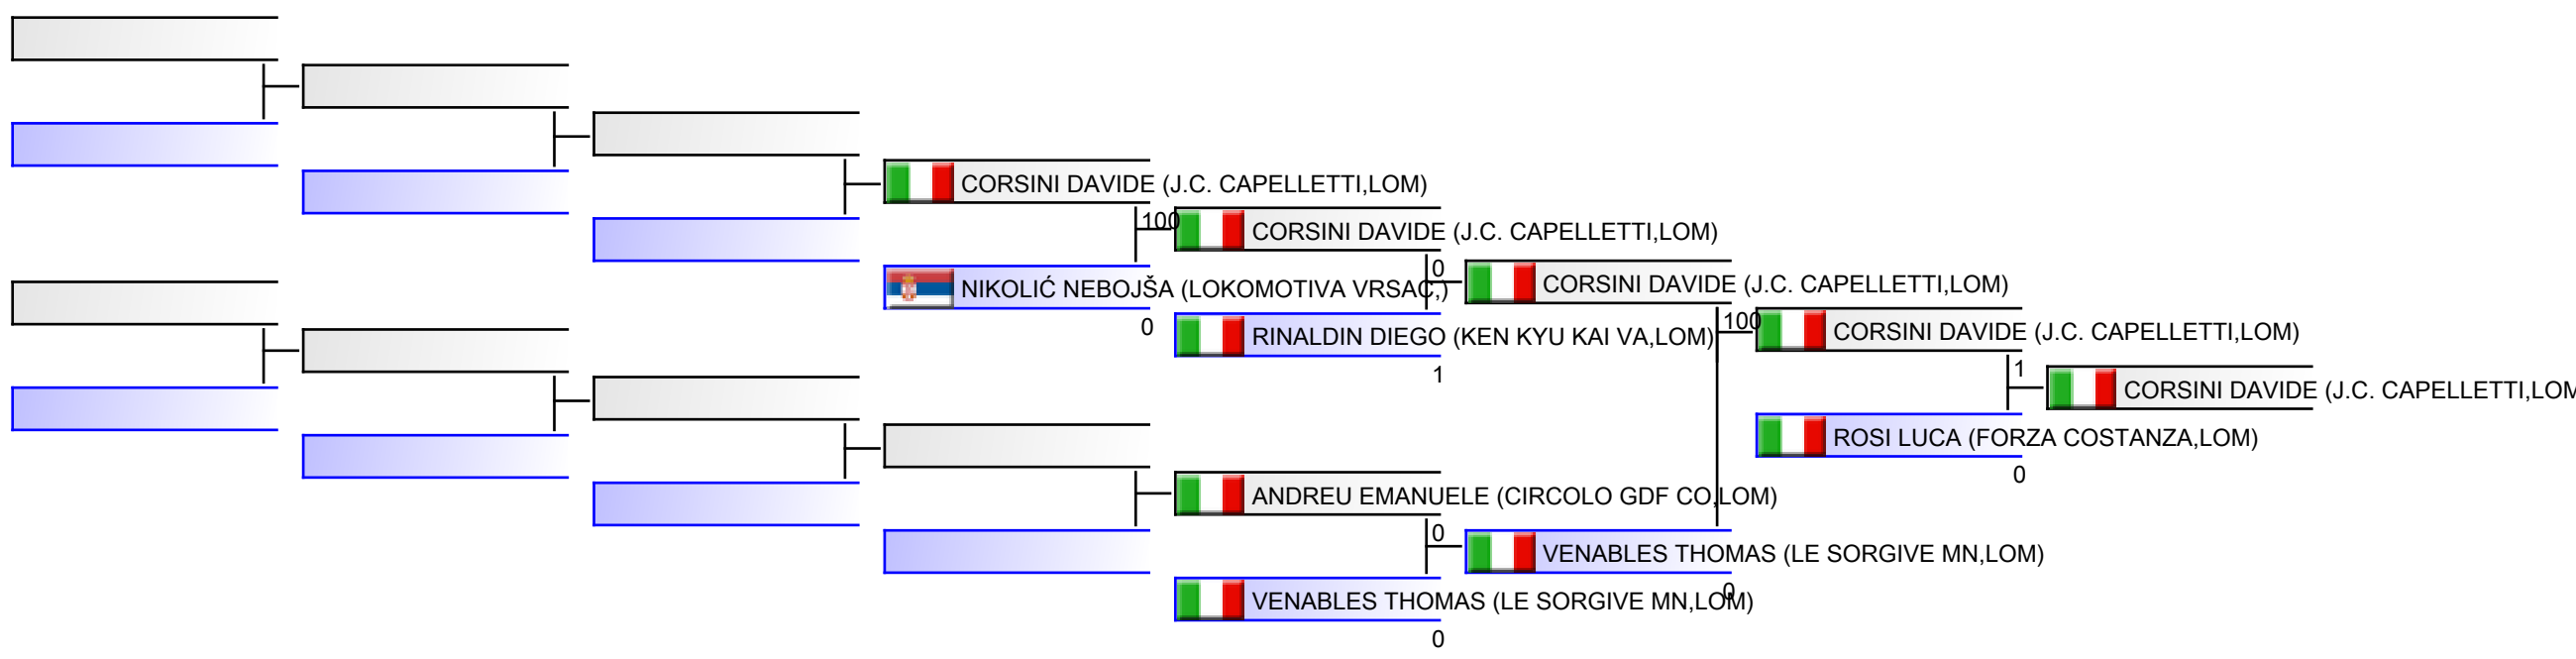 CORSINI DAVIDE (J.C. CAPELLETTI,LOM)
100
CORSINI DAVIDE (J.C. CAPELLETTI,LOM)
NIKOLIĆ NEBOJŠA (LOKOMOTIVA VRSAC,)
0
0
CORSINI DAVIDE (J.C. CAPELLETTI,LOM)
RINALDIN DIEGO (KEN KYU KAI VA,LOM)
1
100
CORSINI DAVIDE (J.C. CAPELLETTI,LOM)
1
CORSINI DAVIDE (J.C. CAPELLETTI,LOM
ROSI LUCA (FORZA COSTANZA,LOM)
0
ANDREU EMANUELE (CIRCOLO GDF CO,LOM)
0
VENABLES THOMAS (LE SORGIVE MN,LOM)
0
VENABLES THOMAS (LE SORGIVE MN,LOM)
0